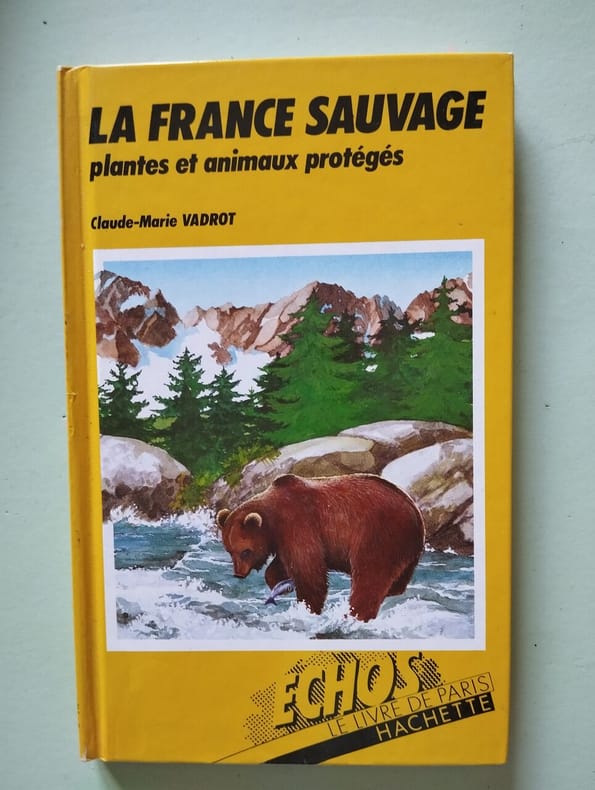 LA FRANCE SAUVAGE
plantes et animaux protégés
Claude-Marie VADROT
ECHOS
LE LIVRE DE PARIS
HACHETTE